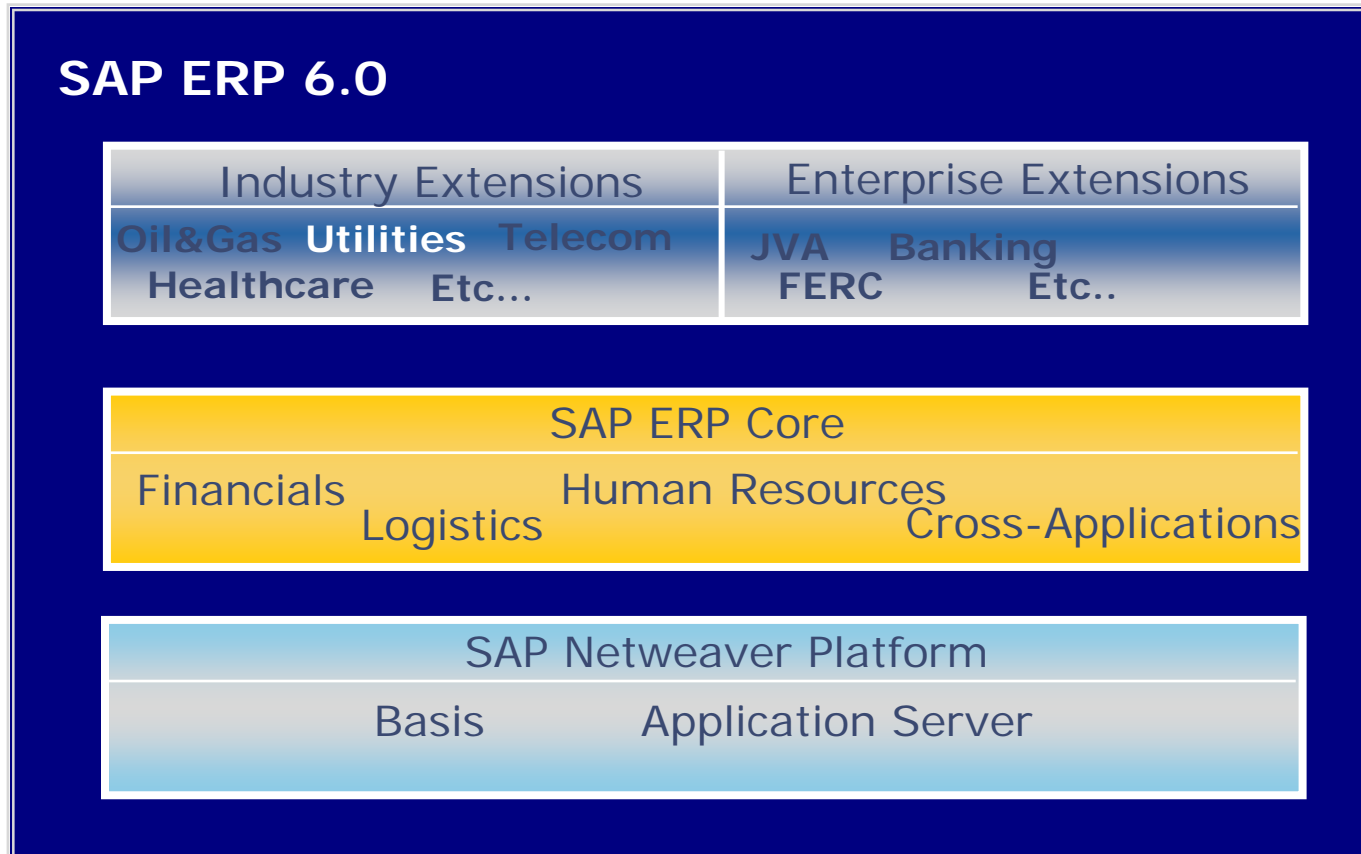 SAP ERP 6.0
Industry Extensions
Oil&Gas Utilities Telecom
Healthcare Etc...
Enterprise Extensions
JVA Banking
FERC Etc..
SAP ERP Core
Financials Human Resources
Logistics Cross-Applications
SAP Netweaver Platform
Basis Application Server